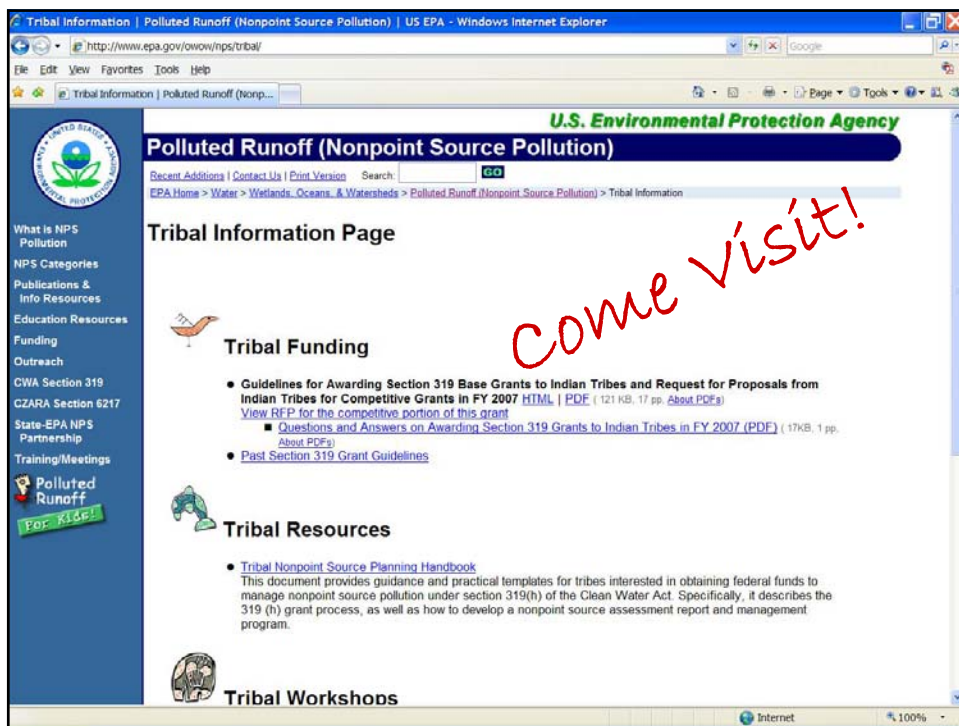 Tribal Information | Polluted Runoff (Nonpoint Source Pollution) | US EPA - Windows Internet Explorer
http://www.epa.gov/owow/nps/tribal/
Google
File Edit View Favorites Tools Help
Tribal Information | Polluted Runoff (Nonp...
Page Tools
U.S. Environmental Protection Agency
Polluted Runoff (Nonpoint Source Pollution)
Recent Additions | Contact Us | Print Version Search: GO
EPA Home > Water > Wetlands, Oceans, & Watersheds > Polluted Runoff (Nonpoint Source Pollution) > Tribal Information
What is NPS
Pollution
NPS Categories
Publications &
Info Resources
Education Resources
Funding
Outreach
CWA Section 319
CZARA Section 6217
State-EPA NPS
Partnership
Training/Meetings
Polluted
Runoff
For Kids!
Tribal Information Page
Come Visit!
Tribal Funding
Guidelines for Awarding Section 319 Base Grants to Indian Tribes and Request for Proposals from
Indian Tribes for Competitive Grants in FY 2007 HTML | PDF ( 121 KB, 17 pp, About PDFs)
View RFP for the competitive portion of this grant
Questions and Answers on Awarding Section 319 Grants to Indian Tribes in FY 2007 (PDF) ( 17KB, 1 pp,
About PDFs)
Past Section 319 Grant Guidelines
Tribal Resources
Tribal Nonpoint Source Planning Handbook
This document provides guidance and practical templates for tribes interested in obtaining federal funds to
manage nonpoint source pollution under section 319(h) of the Clean Water Act. Specifically, it describes the
319 (h) grant process, as well as how to develop a nonpoint source assessment report and management
program.
Tribal Workshops
Internet 100%